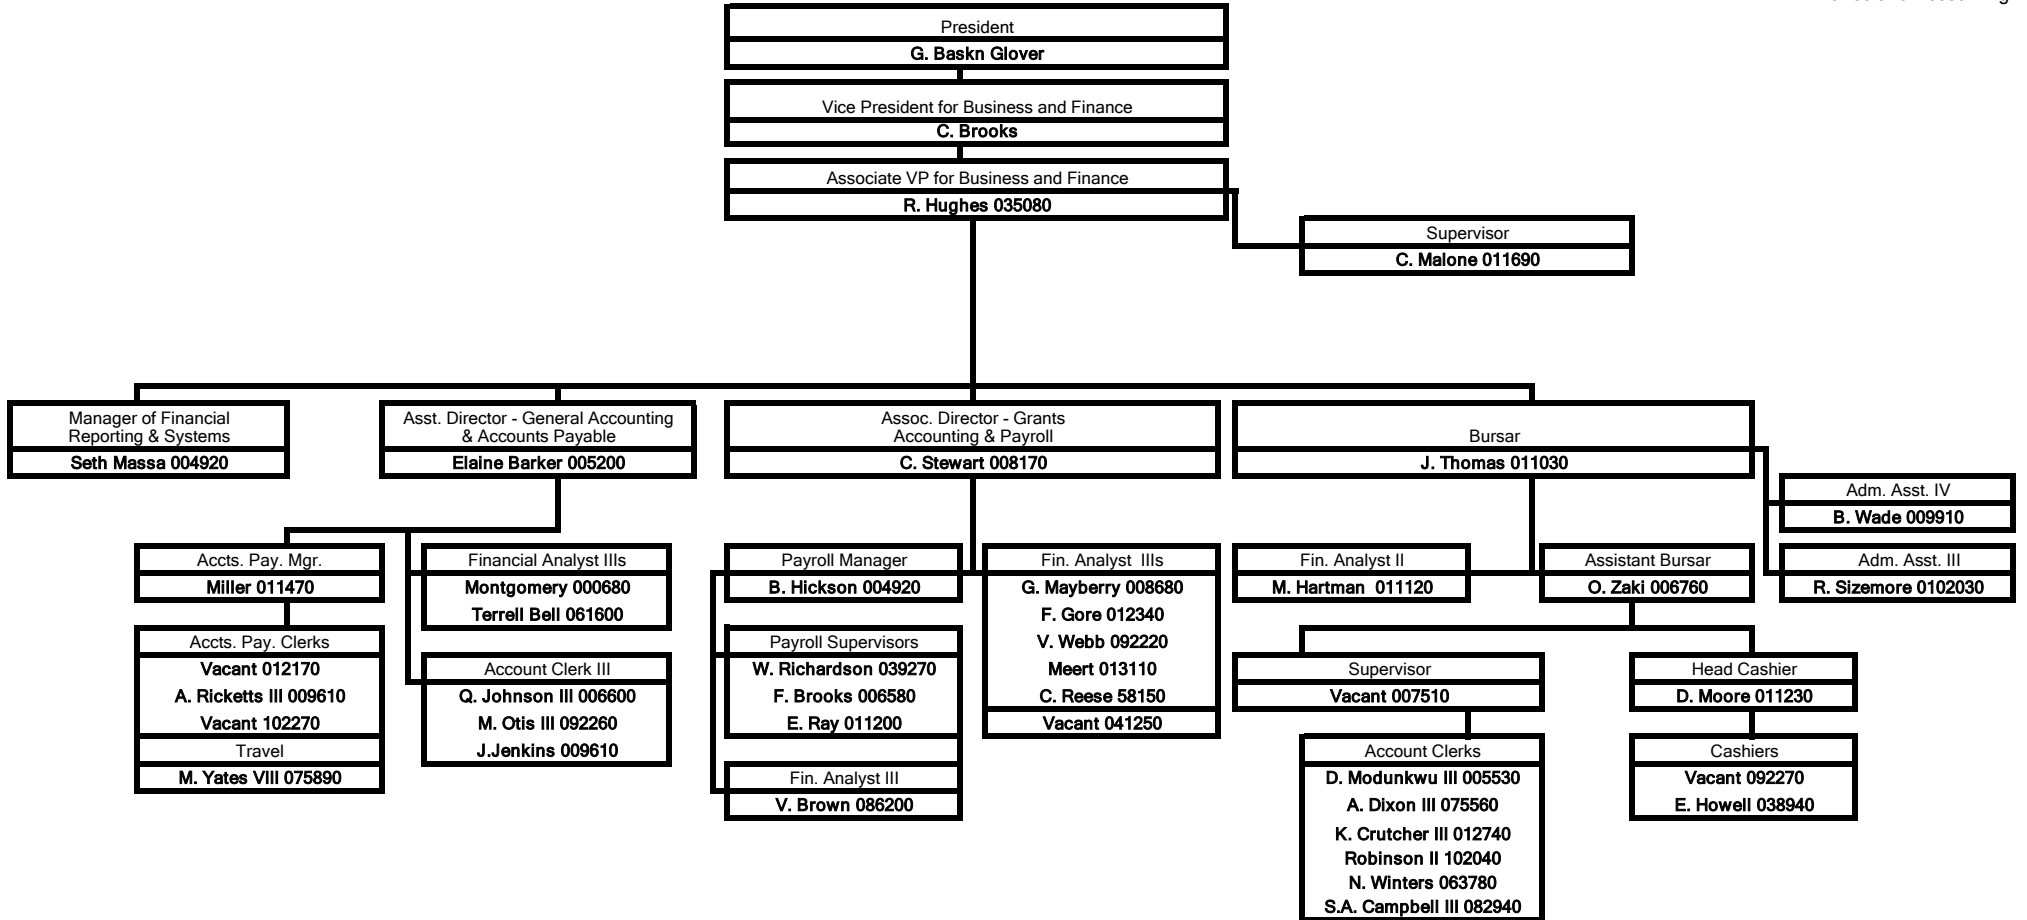 President
G. Baskn Glover
Vice President for Business and Finance
C. Brooks
Associate VP for Business and Finance
R. Hughes 035080
Supervisor
C. Malone 011690
Manager of Financial
Reporting & Systems
Seth Massa 004920
Asst. Director - General Accounting
& Accounts Payable
Elaine Barker 005200
Assoc. Director - Grants
Accounting & Payroll
C. Stewart 008170
Bursar
J. Thomas 011030
Adm. Asst. IV
B. Wade 009910
Adm. Asst. III
R. Sizemore 0102030
Accts. Pay. Mgr.
Miller 011470
Accts. Pay. Clerks
Vacant 012170
A. Ricketts III 009610
Vacant 102270
Travel
M. Yates VIII 075890
Financial Analyst IIIs
Montgomery 000680
Terrell Bell 061600
Account Clerk III
Q. Johnson III 006600
M. Otis III 092260
J.Jenkins 009610
Payroll Manager
B. Hickson 004920
Payroll Supervisors
W. Richardson 039270
F. Brooks 006580
E. Ray 011200
Fin. Analyst III
V. Brown 086200
Fin. Analyst IIIs
G. Mayberry 008680
F. Gore 012340
V. Webb 092220
Meert 013110
C. Reese 58150
Vacant 041250
Fin. Analyst II
M. Hartman 011120
Assistant Bursar
O. Zaki 006760
Supervisor
Vacant 007510
Account Clerks
D. Modunkwu III 005530
A. Dixon III 075560
K. Crutcher III 012740
Robinson II 102040
N. Winters 063780
S.A. Campbell III 082940
Head Cashier
D. Moore 011230
Cashiers
Vacant 092270
E. Howell 038940